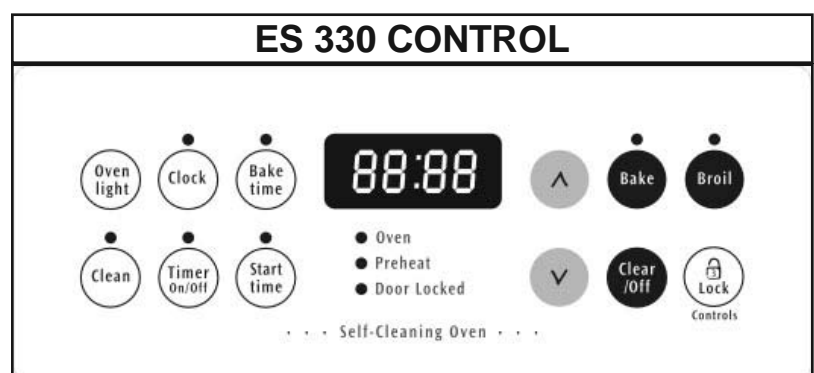 ES 330 CONTROL
Oven
light
Clock
Bake
time
88:88
Bake
Broil
Clean
Timer
On/Off
Start
time
Oven
Preheat
Door Locked
Clear
/Off
3
Lock
Controls
· · · Self-Cleaning Oven · · ·